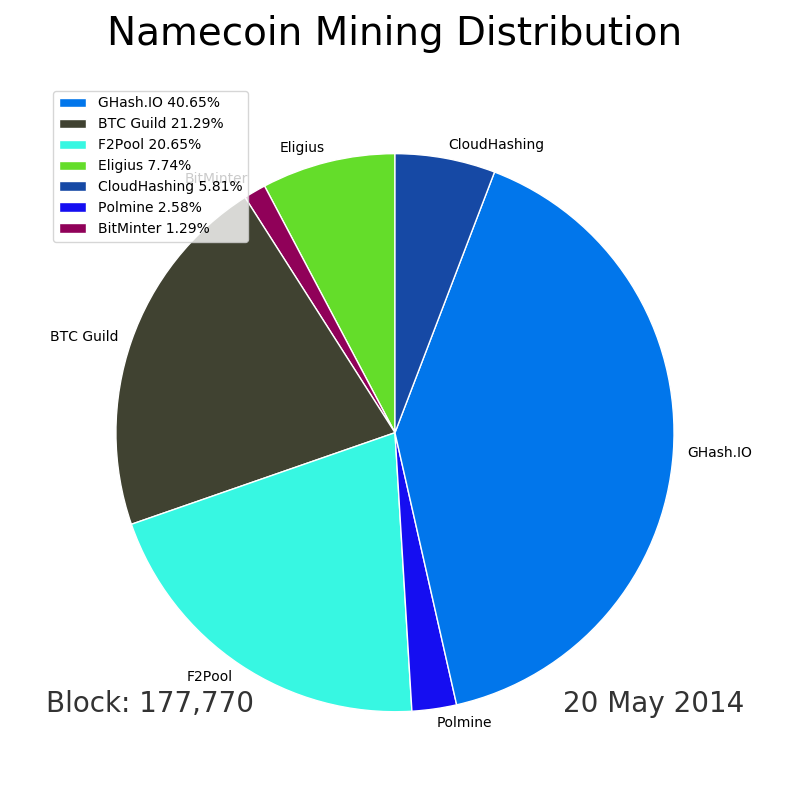 Namecoin Mining Distribution
GHash.IO 40.65%
BTC Guild 21.29%
F2Pool 20.65%
Eligius 7.74%
CloudHashing 5.81%
Polmine 2.58%
BitMinter 1.29%
CloudHashing
Eligius
BitMinter
BTC Guild
GHash.IO
F2Pool
Polmine
Block: 177,770
20 May 2014